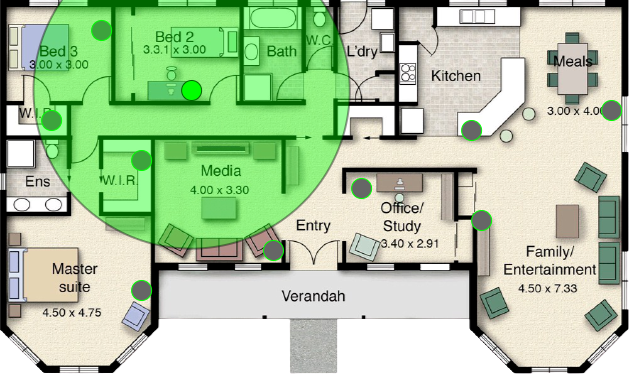 Bed 3
3.00 x 3.00
Bed 2
3.3.1 x 3.00
Bath
W.C
L'dry
Kitchen
Meals
3.00 x 4.00
W.I.R.
Ens
W.I.R.
Media
4.00 x 3.30
Entry
Office/
Study
3.40 x 2.91
Family/
Entertainment
4.50 x 7.33
Master
suite
4.50 x 4.75
Verandah